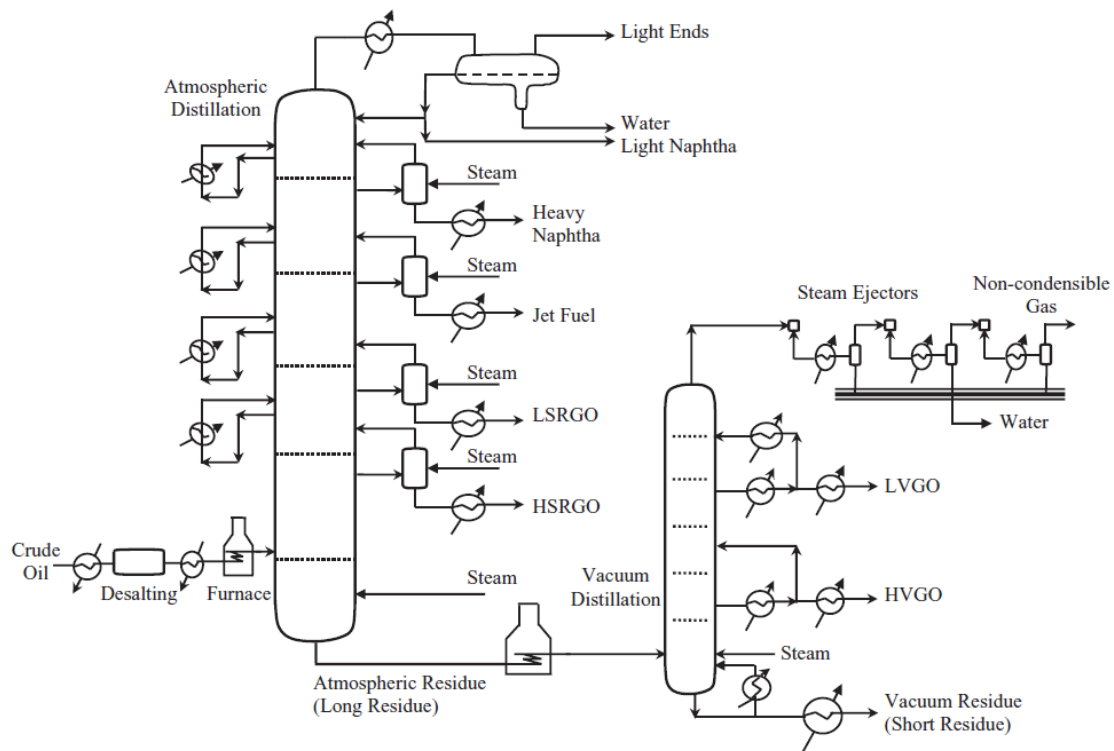 Light Ends
Atmospheric
Distillation
Water
Light Naphtha
Steam
Heavy
Naphtha
Steam
Jet Fuel
Steam
LSRGO
Steam
HSRGO
Crude
Oil
Desalting
Furnace
Steam
Atmospheric Residue
(Long Residue)
Steam Ejectors
Non-condensible
Gas
Water
LVGO
Vacuum
Distillation
HVGO
Steam
Vacuum Residue
(Short Residue)